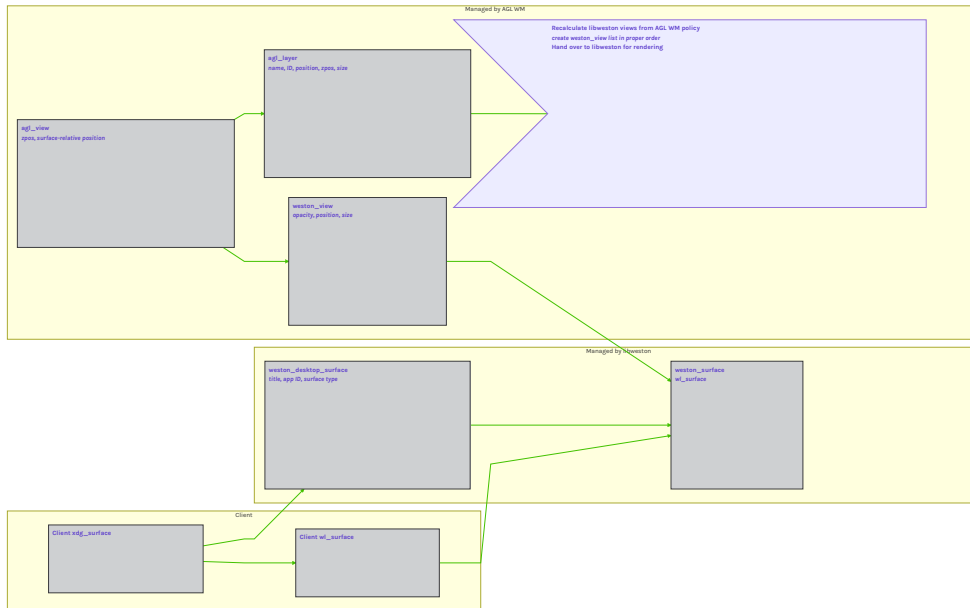 Managed by AGL WM
Recalculate libweston views from AGL WM policy
create weston_view list in proper order
Hand over to libweston for rendering
agl_layer
name, ID, position, zpos, size
agl_view
zpos, surface-relative position
weston_view
opacity, position, size
Managed by libweston
weston_desktop_surface
title, app ID, surface type
weston_surface
wl_surface
Client
Client xdg_surface
Client wl_surface